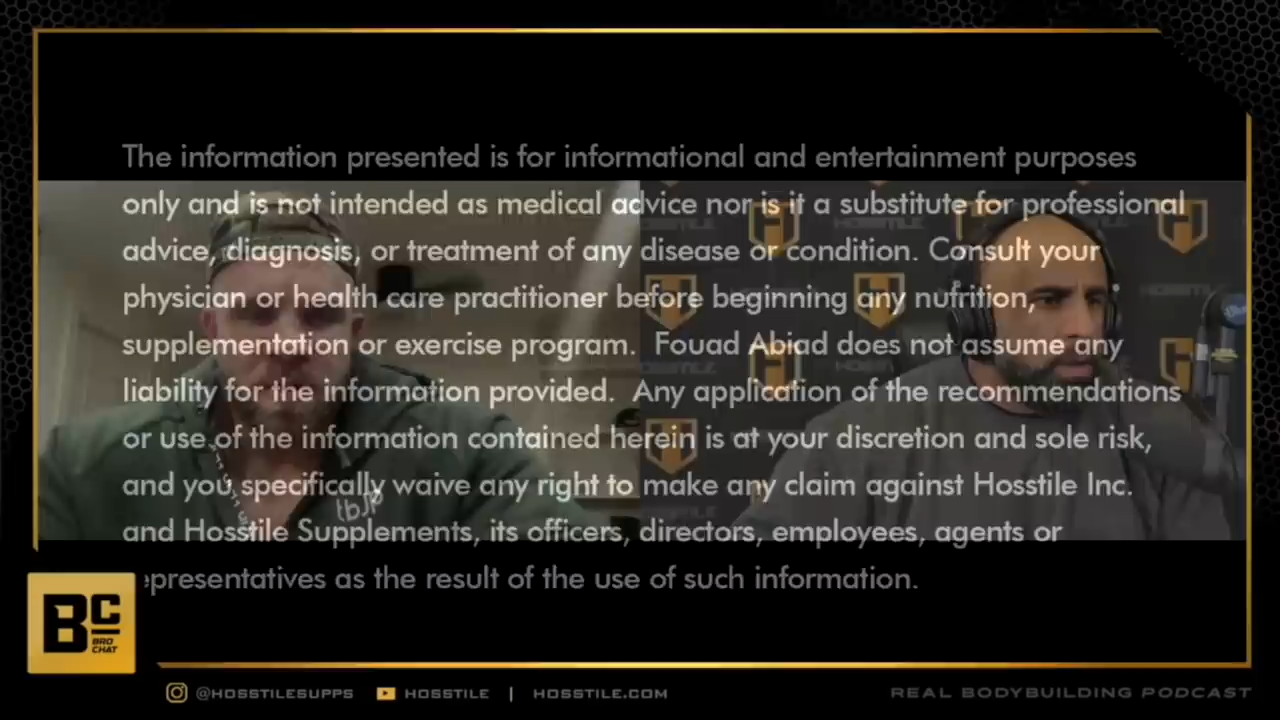 The information presented is for informational and entertainment purposes
only and is not intended as medical advice nor is it a substitute for professional
advice, diagnosis, or treatment of any disease or condition. Consult your
physician or health care practitioner before beginning any nutrition,
supplementation or exercise program. Fouad Abiad does not assume any
liability for the information provided. Any application of the recommendations
or use of the information contained herein is at your discretion and sole risk,
and you specifically waive any right to make any claim against Hosstile Inc.
and Hosstile Supplements, its officers, directors, employees, agents or
epresentatives as the result of the use of such information.
HOSSTILE
tbJP
BC
BRO
CHAT
@HOSSTILESUPPS HOSSTILE | HOSSTILE.COM
REAL BODYBUILDING PODCAST